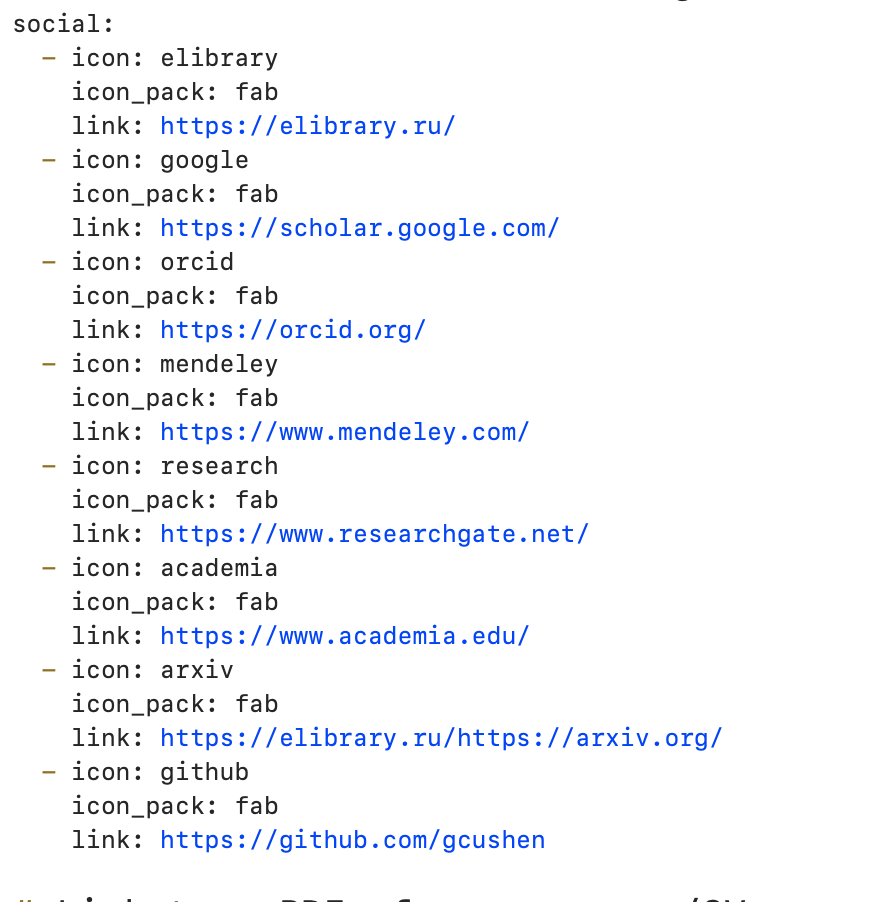 social:
  - icon: elibrary
    icon_pack: fab
    link: https://elibrary.ru/
  - icon: google
    icon_pack: fab
    link: https://scholar.google.com/
  - icon: orcid
    icon_pack: fab
    link: https://orcid.org/
  - icon: mendeley
    icon_pack: fab
    link: https://www.mendeley.com/
  - icon: research
    icon_pack: fab
    link: https://www.researchgate.net/
  - icon: academia
    icon_pack: fab
    link: https://www.academia.edu/
  - icon: arxiv
    icon_pack: fab
    link: https://elibrary.ru/https://arxiv.org/
  - icon: github
    icon_pack: fab
    link: https://github.com/gcushen